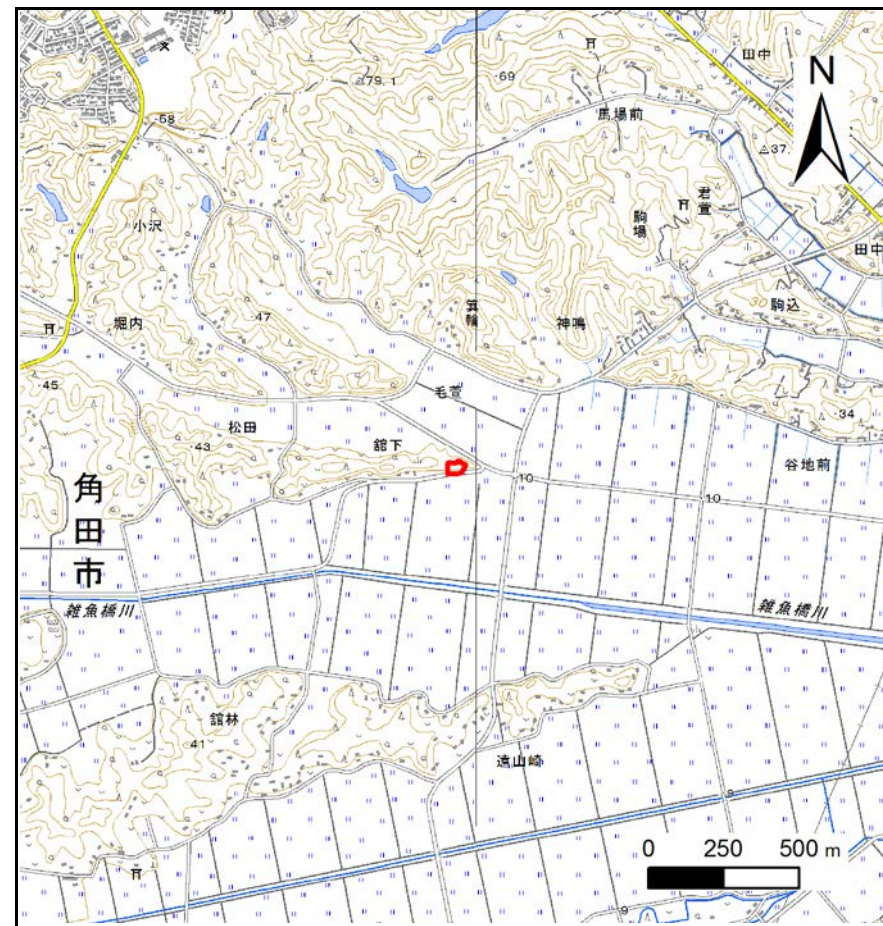 田中
79.1
69
馬場前
N
58
37
小沢
駒場
君萱
田中
堀内
47
箕輪
神鳴
30
駒込
45
毛萱
34
松田
43
舘下
谷地前
10
10
角田市
雑魚橋川
雑魚橋川
舘林
41
遠山崎
9
0 250 500 m
9